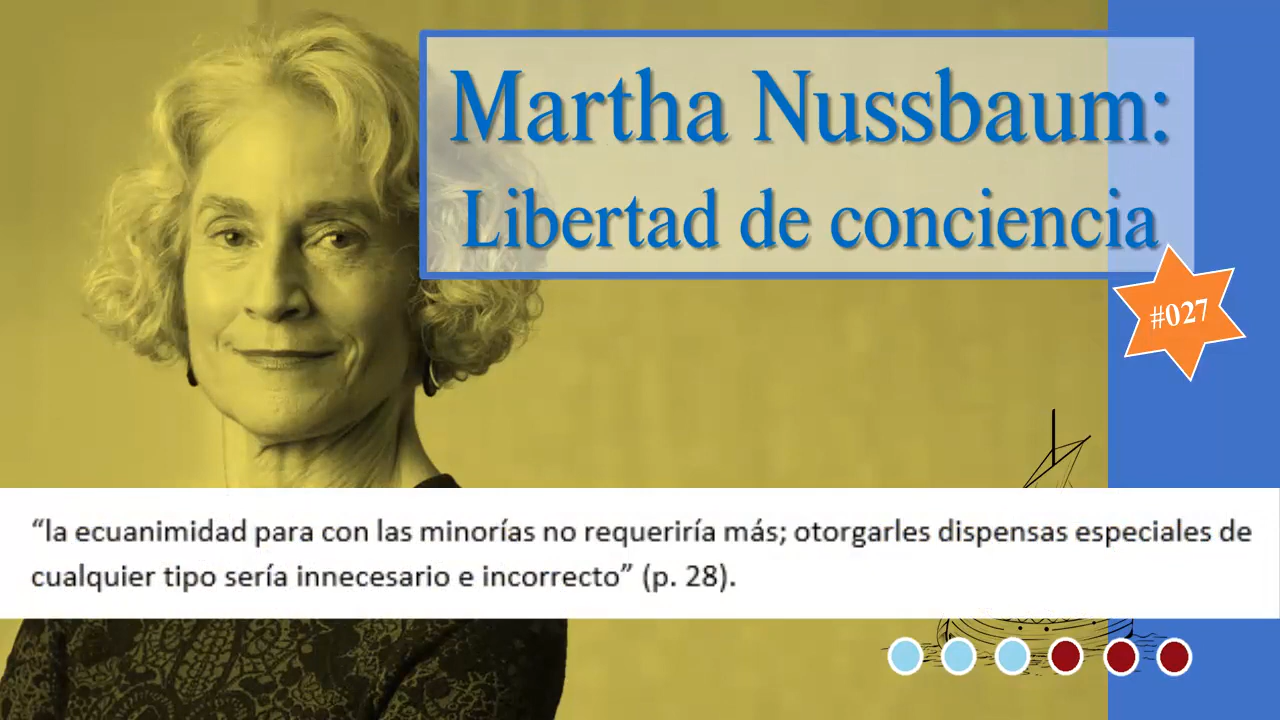 Martha Nussbaum:
Libertad de conciencia
#027
“la ecuanimidad para con las minorías no requeriría más; otorgarles dispensas especiales de
cualquier tipo sería innecesario e incorrecto” (p. 28).